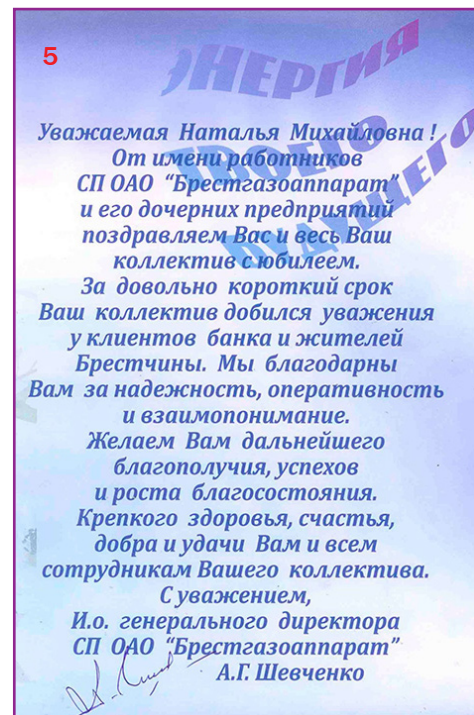 5
ЭНЕРГИЯ
ТВОЕГО
БУДУЩЕГО
Уважаемая Наталья Михайловна !
От имени работников
СП ОАО "Брестгазоаппарат"
и его дочерних предприятий
поздравляем Вас и весь Ваш
коллектив с юбилеем.
За довольно короткий срок
Ваш коллектив добился уважения
у клиентов банка и жителей
Брестчины. Мы благодарны
Вам за надежность, оперативность
и взаимопонимание.
Желаем Вам дальнейшего
благополучия, успехов
и роста благосостояния.
Крепкого здоровья, счастья,
добра и удачи Вам и всем
сотрудникам Вашего коллектива.
С уважением,
И.о. генерального директора
СП ОАО "Брестгазоаппарат"
А.Г. Шевченко